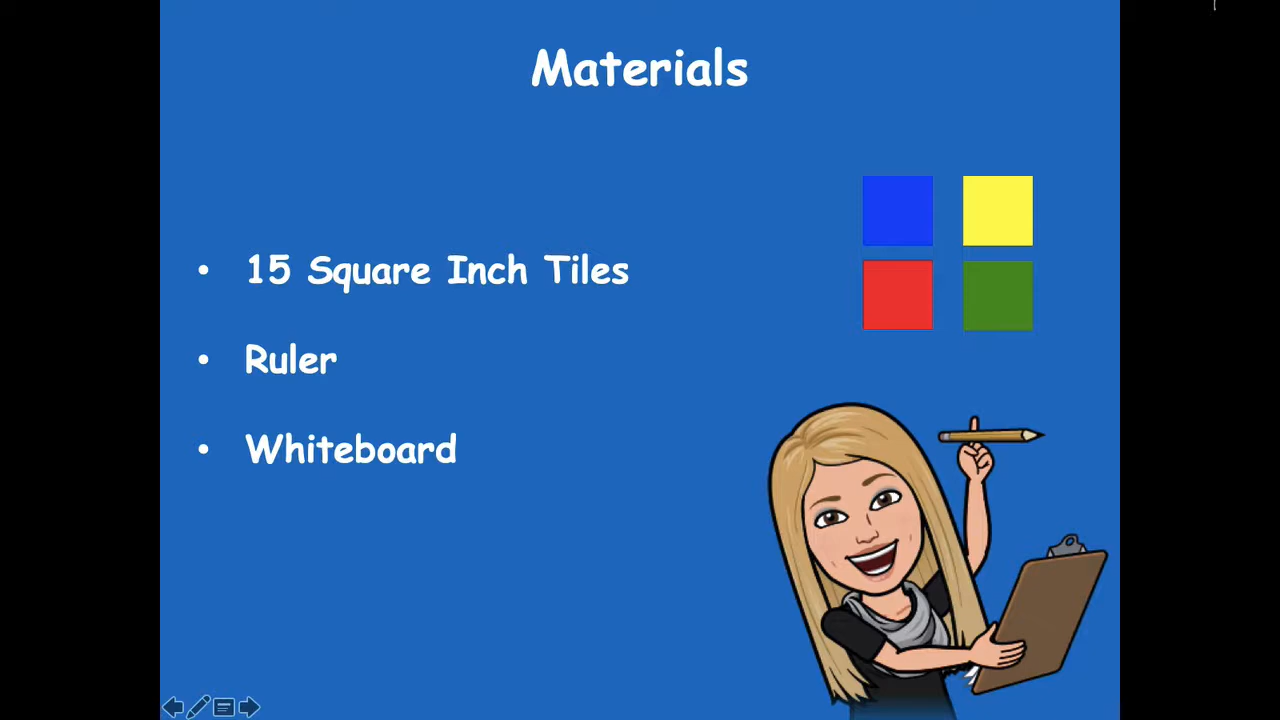 Materials
• 15 Square Inch Tiles
• Ruler
• Whiteboard